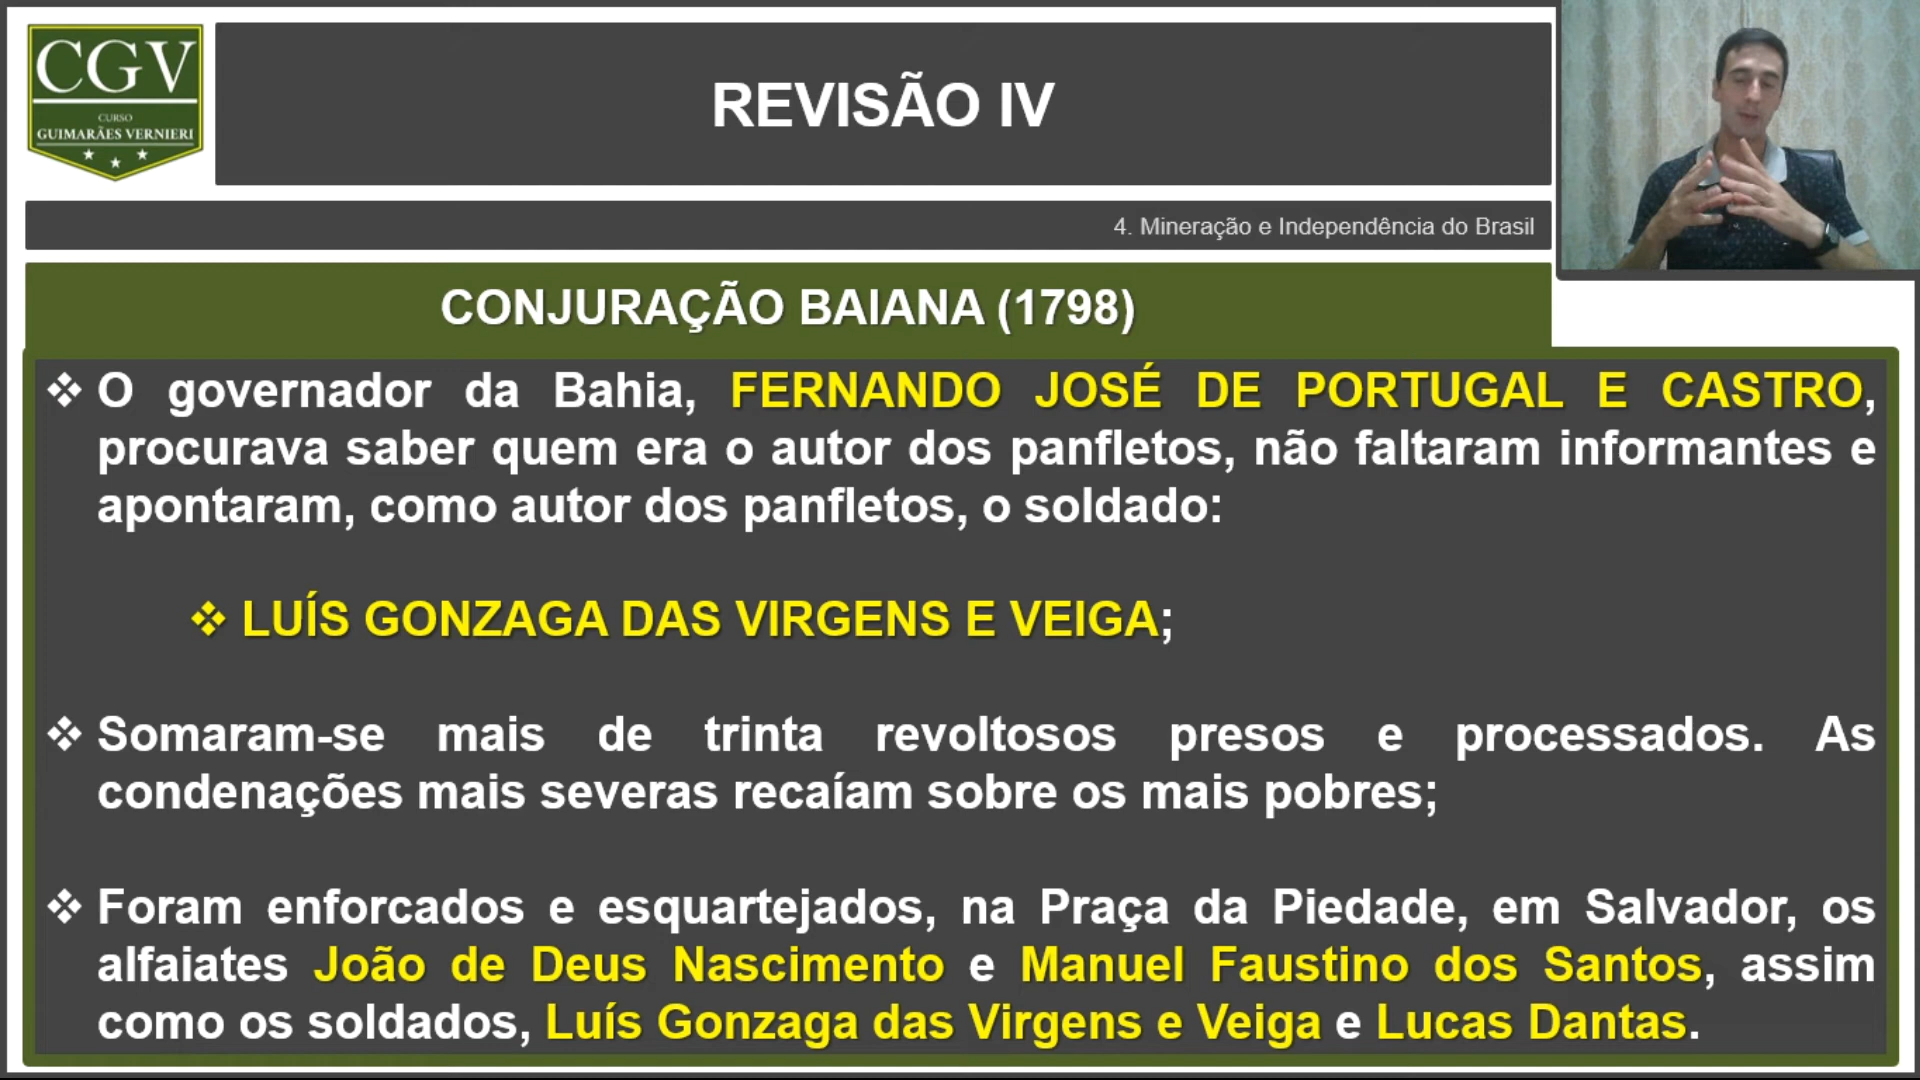 CGV
CURSO
GUIMARÃES VERNIERI
REVISÃO IV
4. Mineração e Independência do Brasil
CONJURAÇÃO BAIANA (1798)
❖ O governador da Bahia, FERNANDO JOSÉ DE PORTUGAL E CASTRO,
procurava saber quem era o autor dos panfletos, não faltaram informantes e
apontaram, como autor dos panfletos, o soldado:
❖ LUÍS GONZAGA DAS VIRGENS E VEIGA;
❖ Somaram-se mais de trinta revoltosos presos e processados. As
condenações mais severas recaíam sobre os mais pobres;
❖ Foram enforcados e esquartejados, na Praça da Piedade, em Salvador, os
alfaiates João de Deus Nascimento e Manuel Faustino dos Santos, assim
como os soldados, Luís Gonzaga das Virgens e Veiga e Lucas Dantas.